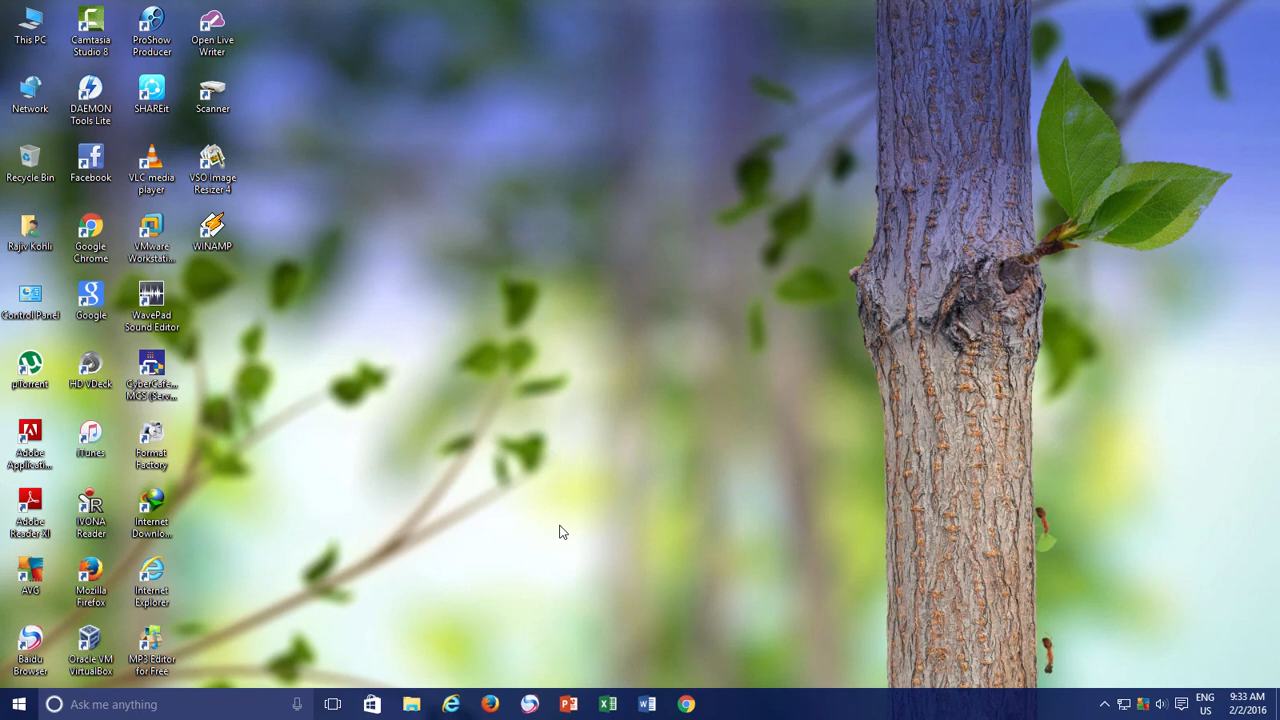 This PC
Camtasia
Studio 8
ProShow
Producer
Open Live
Writer
Network
DAEMON
Tools Lite
SHAREit
Scanner
Recycle Bin
Facebook
VLC media
player
VSO Image
Resizer 4
Rajiv Kohli
Google
Chrome
VMware
Workstati...
WINAMP
Control Panel
Google
WavePad
Sound Editor
µTorrent
HD VDeck
CyberCafe...
MCS (Serv...
Adobe
Applicati...
iTunes
Format
Factory
Adobe
Reader XI
IVONA
Reader
Internet
Downlo...
AVG
Mozilla
Firefox
Internet
Explorer
Baidu
Browser
Oracle VM
VirtualBox
MP3 Editor
for Free
Ask me anything
ENG
US
9:33 AM
2/2/2016